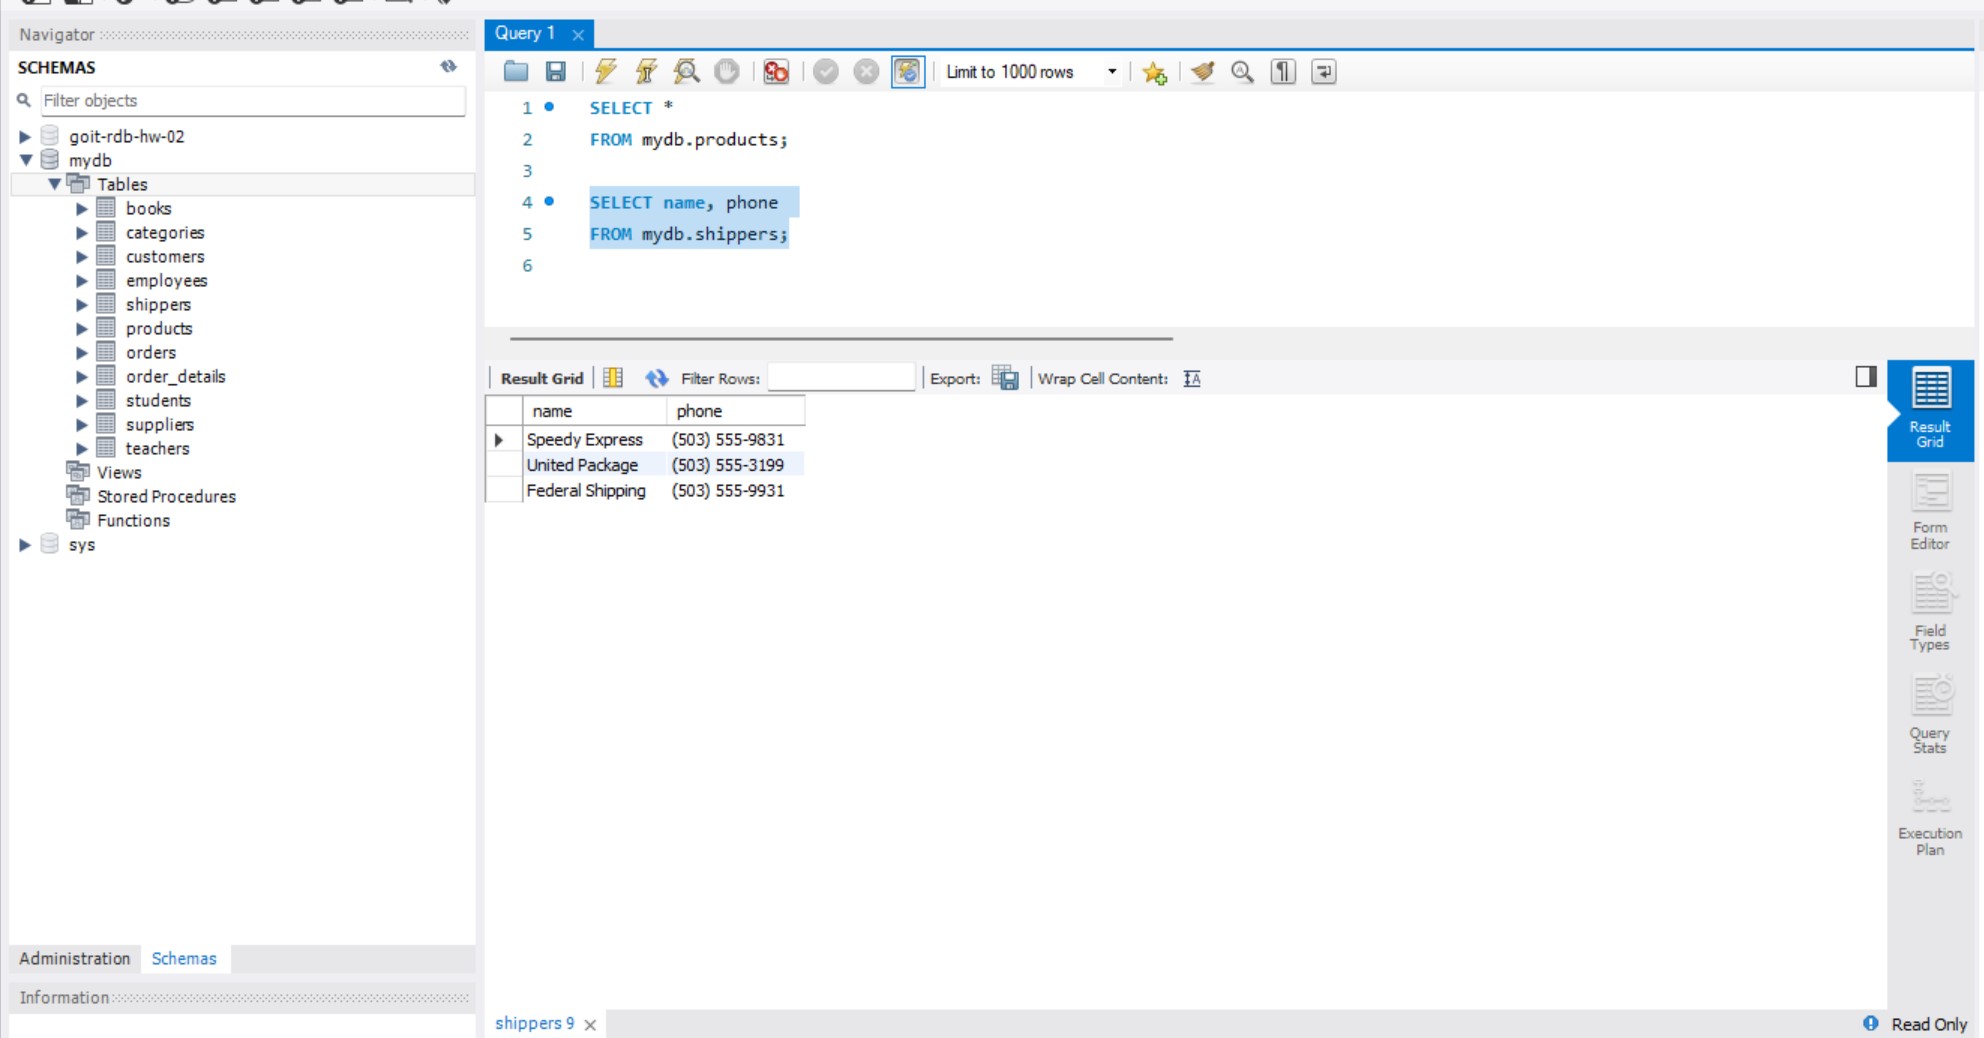 Navigator
SCHEMAS
Filter objects
goit-rdb-hw-02
mydb
Tables
books
categories
customers
employees
shippers
products
orders
order_details
students
suppliers
teachers
Views
Stored Procedures
Functions
sys
Administration Schemas
Information
Query 1
Limit to 1000 rows
1 SELECT *
2 FROM mydb.products;
3
4 SELECT name, phone
5 FROM mydb.shippers;
6
Result Grid Filter Rows: Export: Wrap Cell Content:
name phone
Speedy Express (503) 555-9831
United Package (503) 555-3199
Federal Shipping (503) 555-9931
Result
Grid
Form
Editor
Field
Types
Query
Stats
Execution
Plan
shippers 9
Read Only